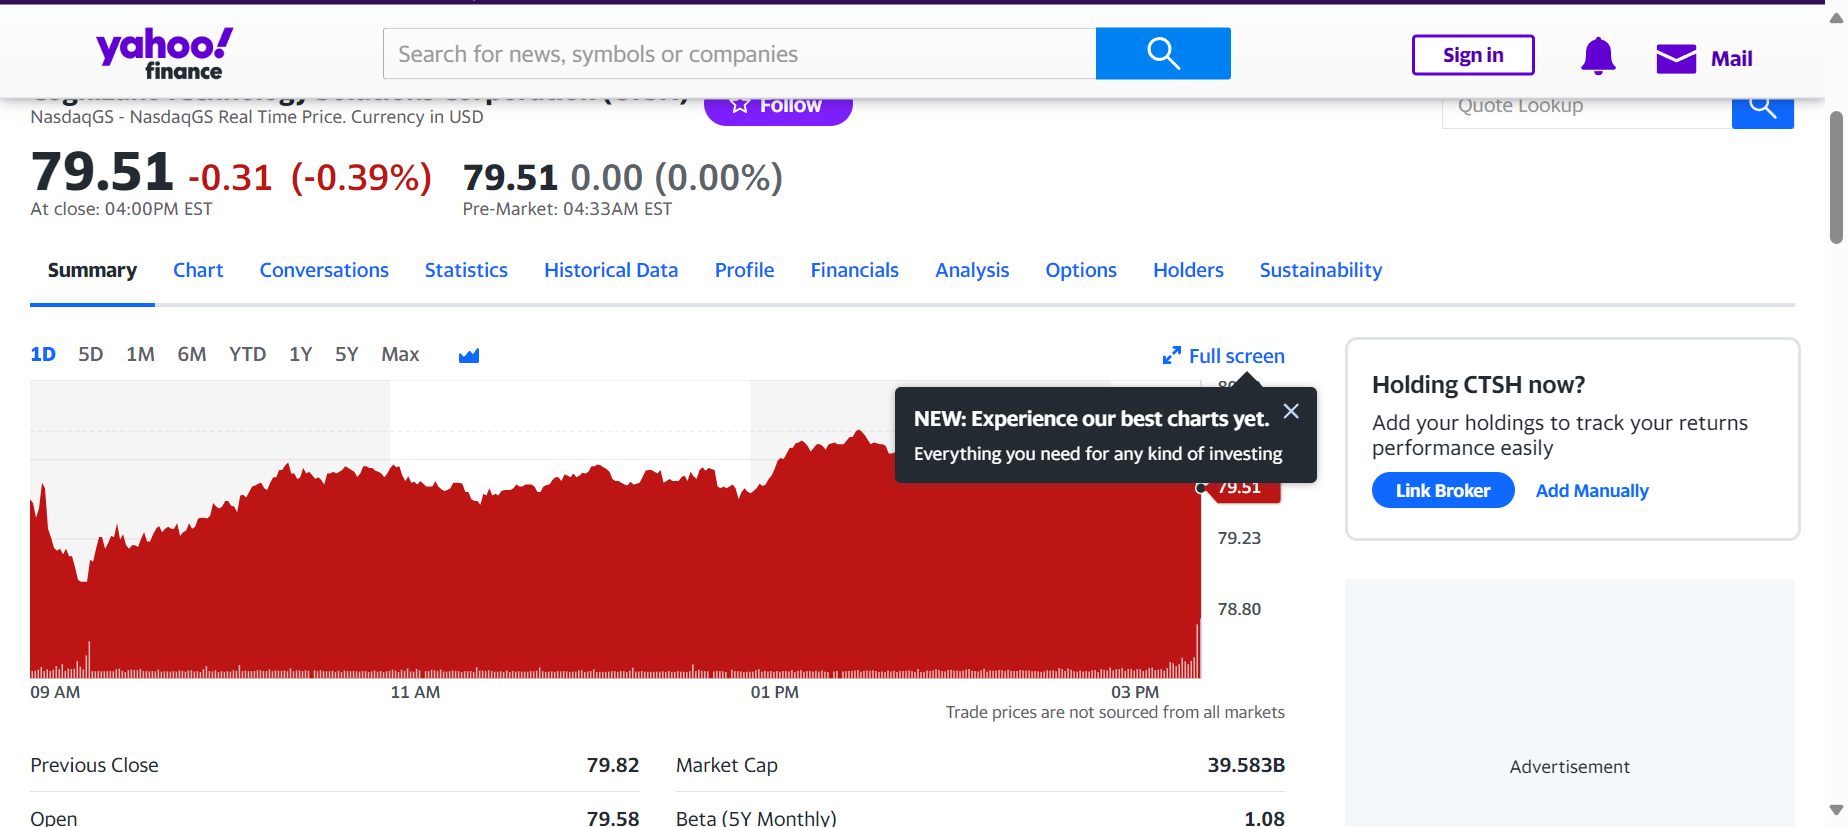 yahoo!
finance
Search for news, symbols or companies
Sign in
Mail
Cognizant Technology Solutions Corporation (CTSH)
Follow
Quote Lookup
NasdaqGS - NasdaqGS Real Time Price. Currency in USD
79.51 -0.31 (-0.39%) 79.51 0.00 (0.00%)
At close: 04:00PM EST Pre-Market: 04:33AM EST
Summary Chart Conversations Statistics Historical Data Profile Financials Analysis Options Holders Sustainability
1D 5D 1M 6M YTD 1Y 5Y Max
Full screen
NEW: Experience our best charts yet.
Everything you need for any kind of investing
79.51
79.23
78.80
09 AM 11 AM 01 PM 03 PM
Trade prices are not sourced from all markets
Holding CTSH now?
Add your holdings to track your returns
performance easily
Link Broker Add Manually
Advertisement
Previous Close 79.82
Open 79.58
Market Cap 39.583B
Beta (5Y Monthly) 1.08